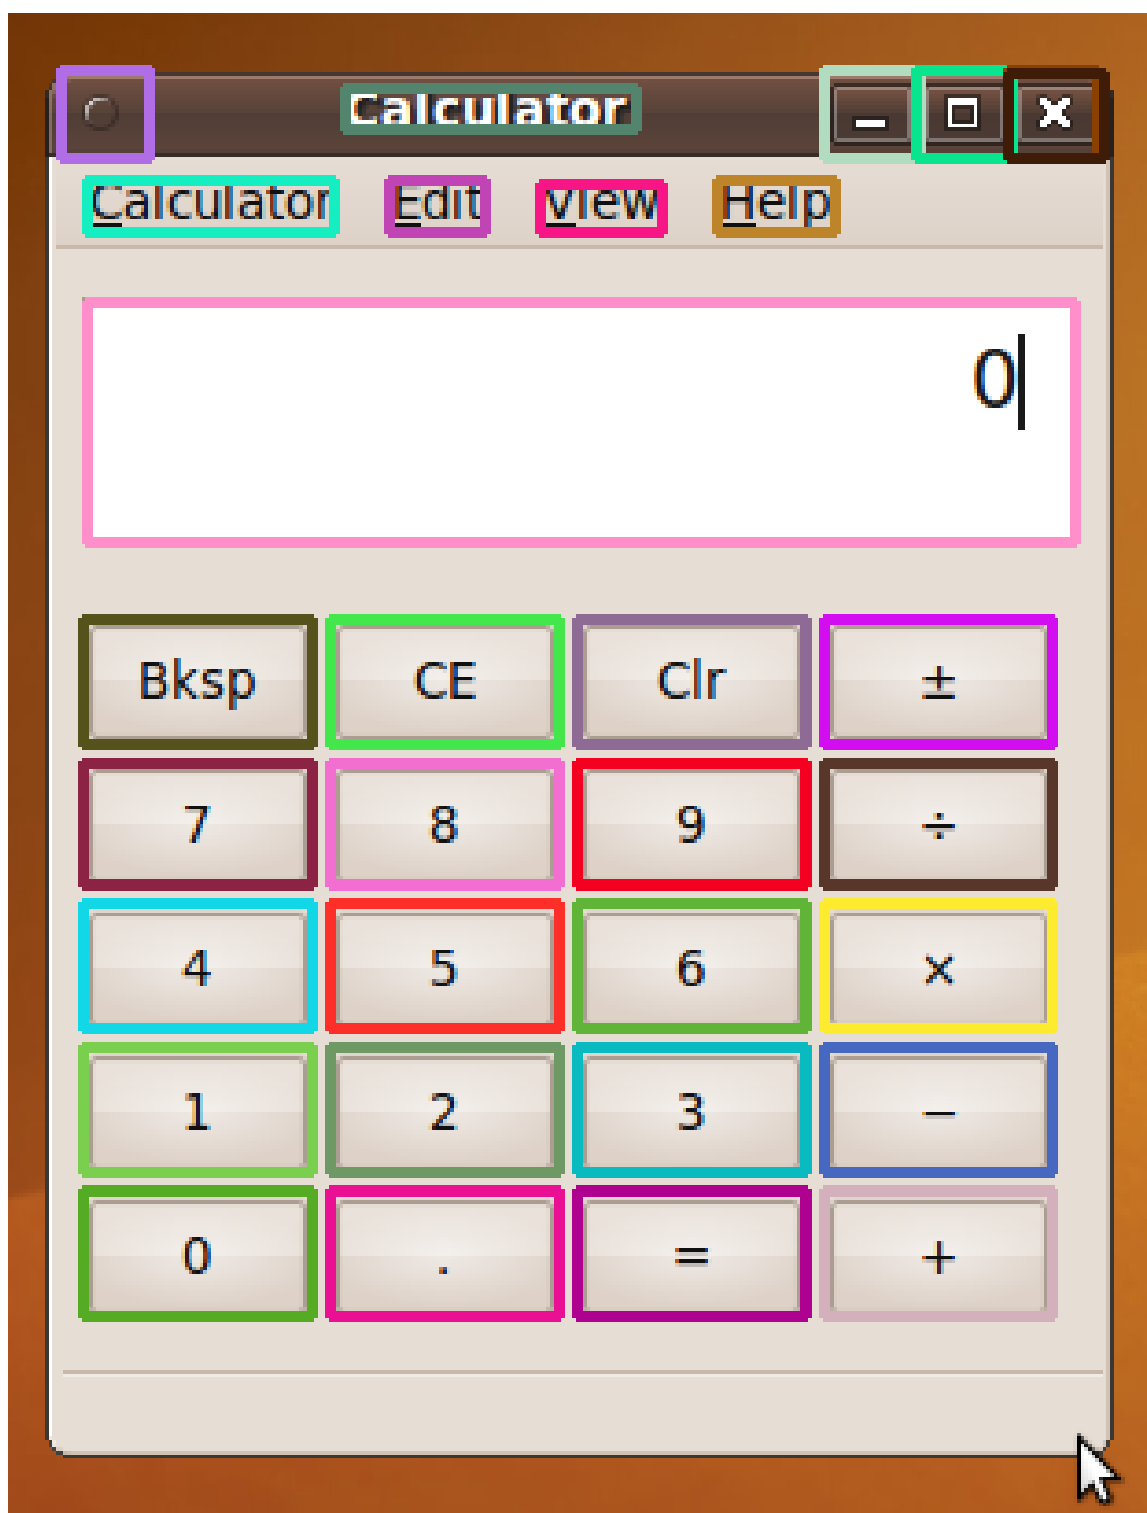 Calculator
Calculator Edit View Help
0
Bksp CE Clr ±
7 8 9 ÷
4 5 6 ×
1 2 3 −
0 . = +